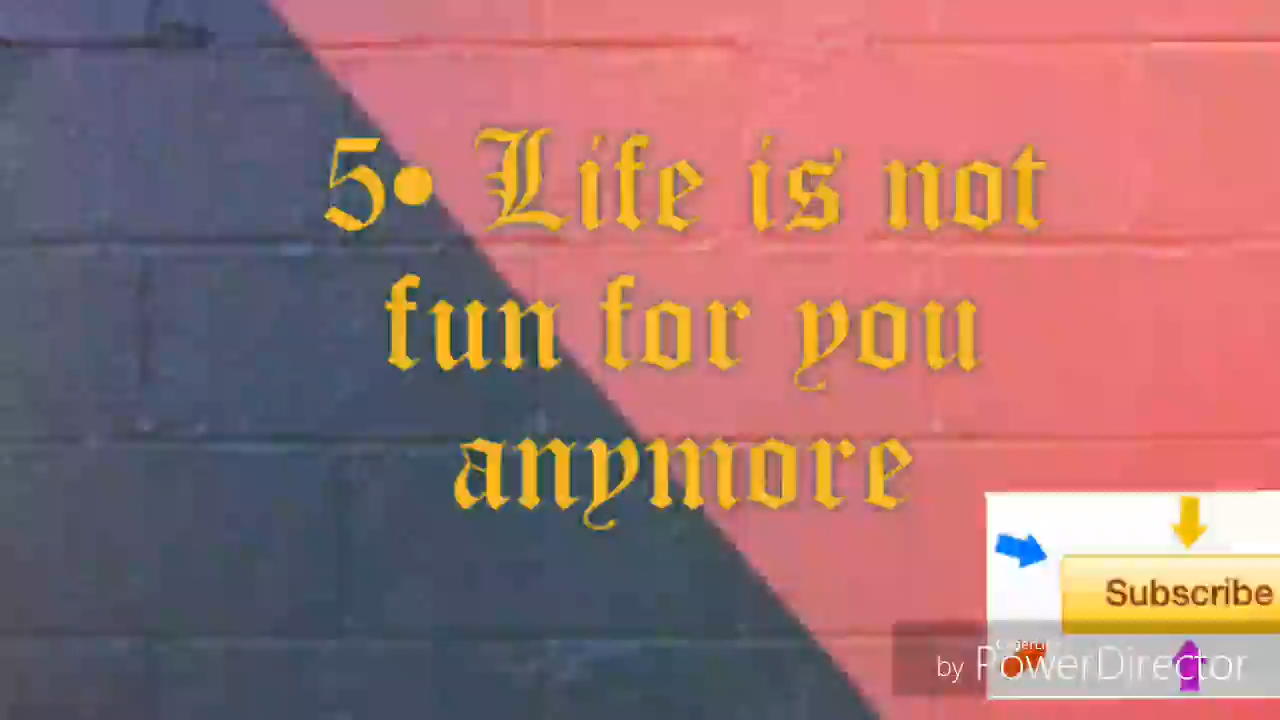 5• Life is not
fun for you
anymore
Subscribe
by PowerDirector